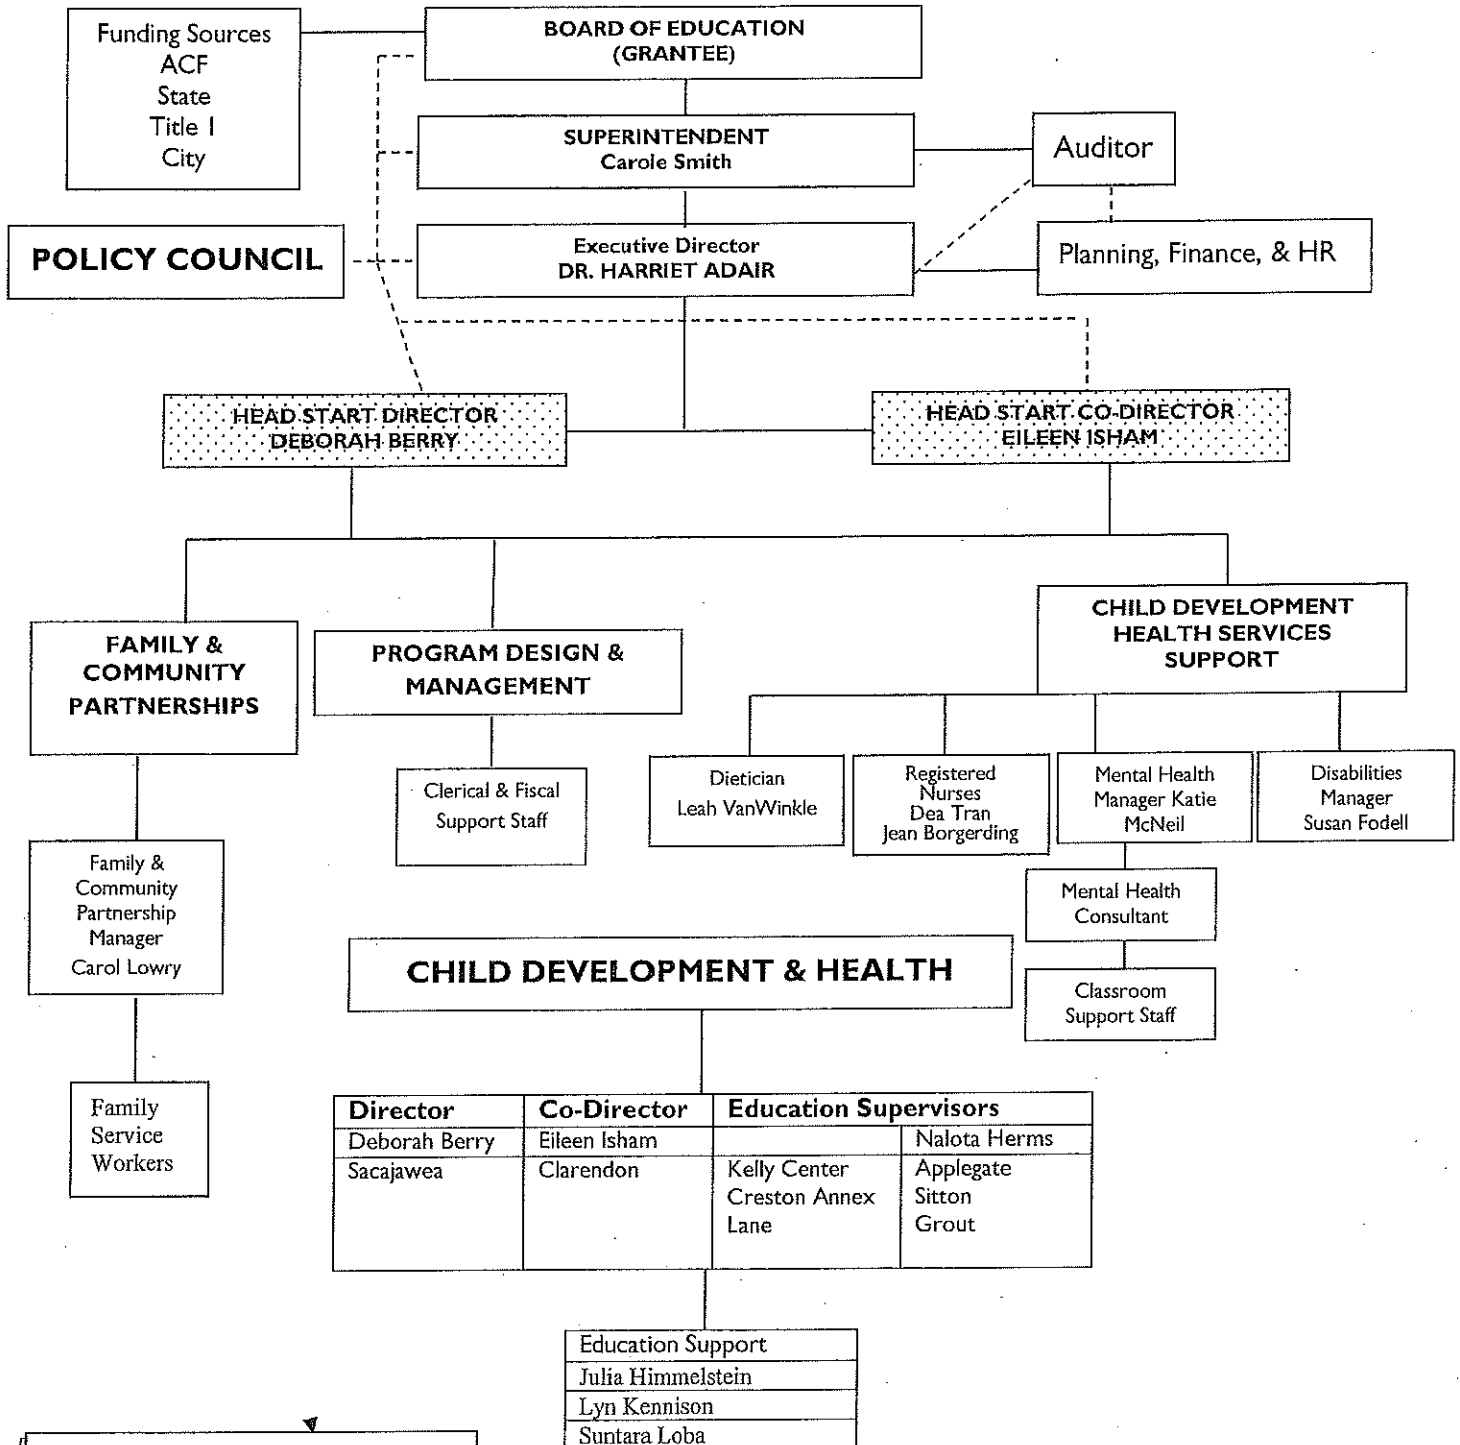 Funding Sources
ACF
State
Title I
City
BOARD OF EDUCATION
(GRANTEE)
SUPERINTENDENT
Carole Smith
Auditor
POLICY COUNCIL
Executive Director
DR. HARRIET ADAIR
Planning, Finance, & HR
HEAD START DIRECTOR
DEBORAH BERRY
HEAD START CO-DIRECTOR
EILEEN ISHAM
FAMILY &
COMMUNITY
PARTNERSHIPS
PROGRAM DESIGN &
MANAGEMENT
CHILD DEVELOPMENT
HEALTH SERVICES
SUPPORT
Clerical & Fiscal
Support Staff
Dietician
Leah VanWinkle
Registered
Nurses
Dea Tran
Jean Borgerding
Mental Health
Manager Katie
McNeil
Disabilities
Manager
Susan Fodell
Family &
Community
Partnership
Manager
Carol Lowry
Mental Health
Consultant
Classroom
Support Staff
Family
Service
Workers
CHILD DEVELOPMENT & HEALTH
Director Co-Director Education Supervisors
Deborah Berry Eileen Isham Nalota Herms
Sacajawea Clarendon Kelly Center Applegate
Creston Annex Sitton
Lane Grout
Education Support
Julia Himmelstein
Lyn Kennison
Suntara Loba